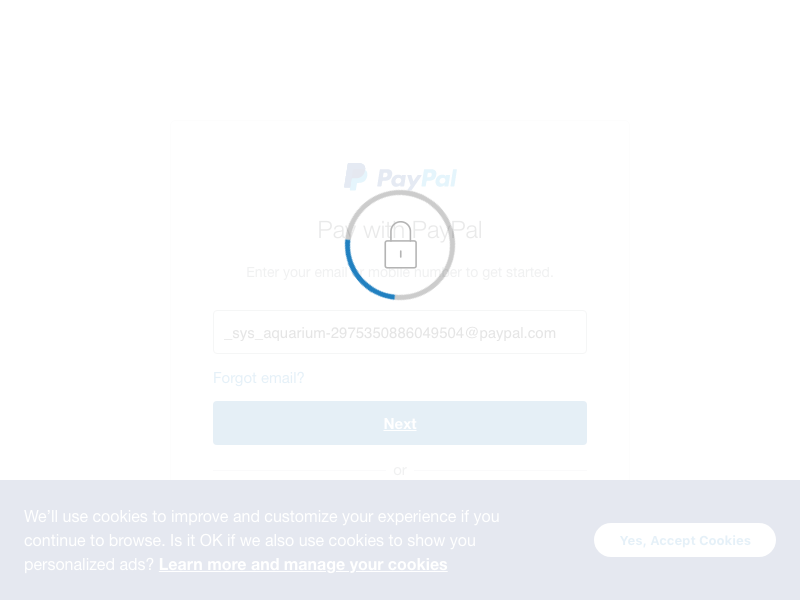 PayPal
Pay with PayPal
Enter your email or mobile number to get started.
_sys_aquarium-2975350886049504@paypal.com
Forgot email?
Next
or
We'll use cookies to improve and customize your experience if you
continue to browse. Is it OK if we also use cookies to show you
personalized ads? Learn more and manage your cookies
Yes, Accept Cookies